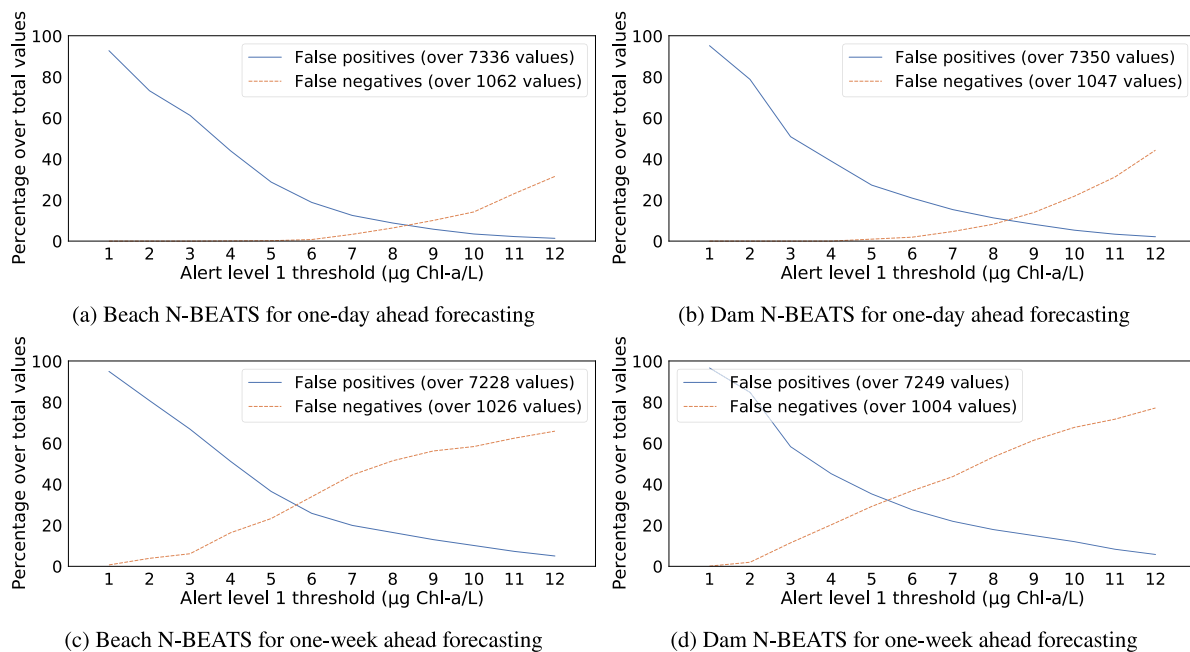 Percentage over total values
100
80
60
40
20
0
False positives (over 7336 values)
False negatives (over 1062 values)
1 2 3 4 5 6 7 8 9 10 11 12
Alert level 1 threshold (µg Chl-a/L)
(a) Beach N-BEATS for one-day ahead forecasting
Percentage over total values
100
80
60
40
20
0
False positives (over 7350 values)
False negatives (over 1047 values)
1 2 3 4 5 6 7 8 9 10 11 12
Alert level 1 threshold (µg Chl-a/L)
(b) Dam N-BEATS for one-day ahead forecasting
Percentage over total values
100
80
60
40
20
0
False positives (over 7228 values)
False negatives (over 1026 values)
1 2 3 4 5 6 7 8 9 10 11 12
Alert level 1 threshold (µg Chl-a/L)
(c) Beach N-BEATS for one-week ahead forecasting
Percentage over total values
100
80
60
40
20
0
False positives (over 7249 values)
False negatives (over 1004 values)
1 2 3 4 5 6 7 8 9 10 11 12
Alert level 1 threshold (µg Chl-a/L)
(d) Dam N-BEATS for one-week ahead forecasting